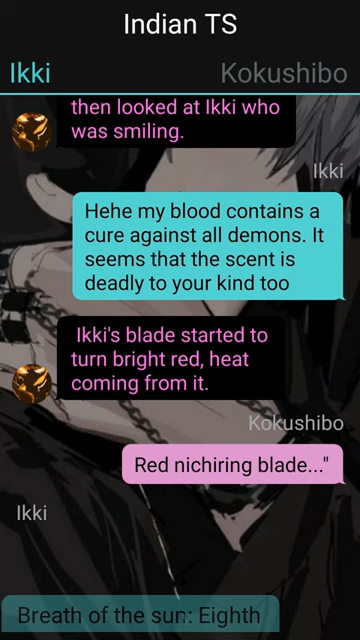 Indian TS
Ikki
Kokushibo
then looked at Ikki who
was smiling.
Ikki
Hehe my blood contains a
cure against all demons. It
seems that the scent is
deadly to your kind too
Ikki's blade started to
turn bright red, heat
coming from it.
Kokushibo
Red nichiring blade..."
Ikki
Breath of the sun: Eighth